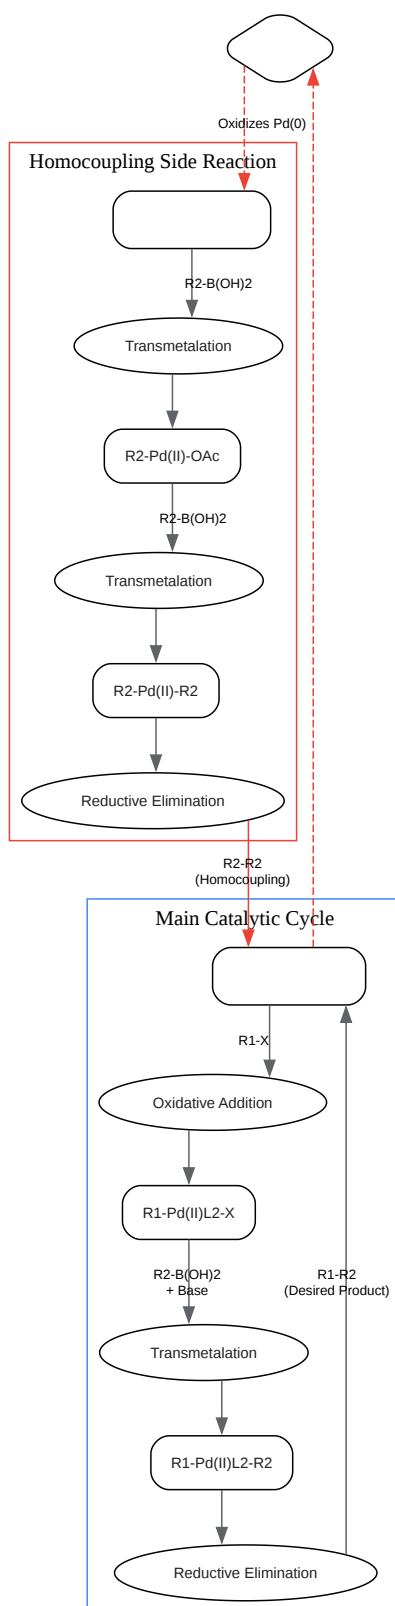 Oxidizes Pd(0)
Homocoupling Side Reaction
R2-B(OH)2
Transmetalation
R2-Pd(II)-OAc
R2-B(OH)2
Transmetalation
R2-Pd(II)-R2
Reductive Elimination
R2-R2
(Homocoupling)
Main Catalytic Cycle
R1-X
Oxidative Addition
R1-Pd(II)L2-X
R2-B(OH)2
+ Base
R1-R2
(Desired Product)
Transmetalation
R1-Pd(II)L2-R2
Reductive Elimination